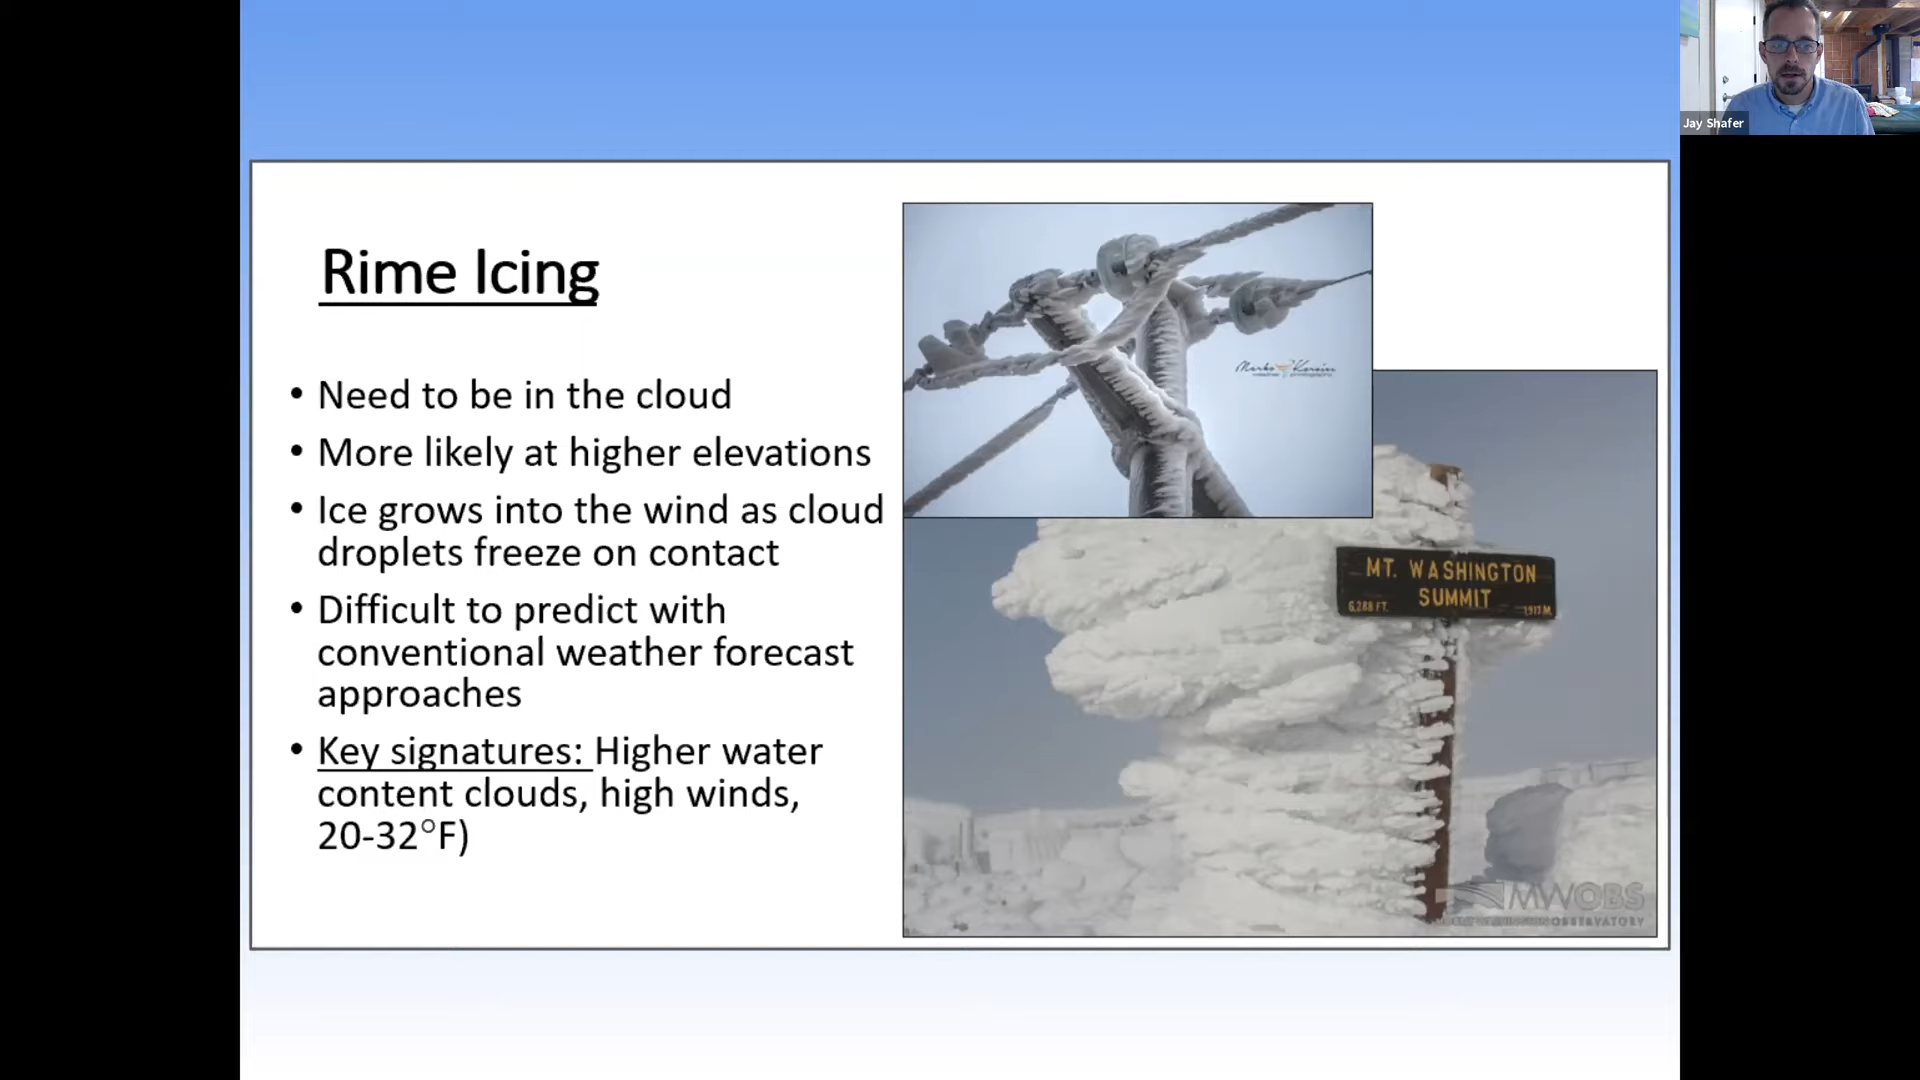 Jay Shafer
Rime Icing
• Need to be in the cloud
• More likely at higher elevations
• Ice grows into the wind as cloud
droplets freeze on contact
• Difficult to predict with
conventional weather forecast
approaches
• Key signatures: Higher water
content clouds, high winds,
20-32°F)
MT. WASHINGTON
SUMMIT
6,288 FT. 1917 M.
MWOBS
OBSERVATORY